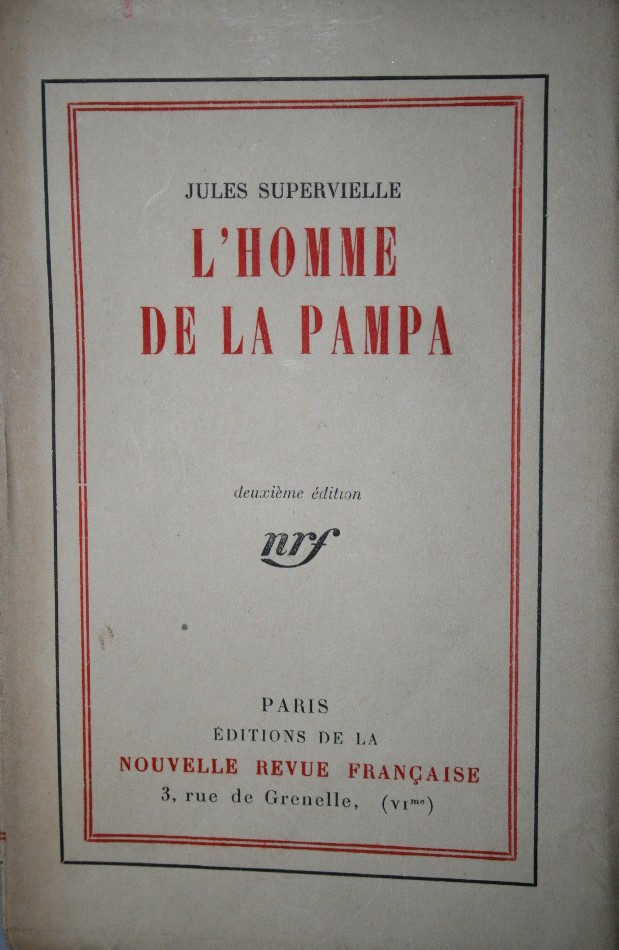 JULES SUPERVIELLE
L'HOMME
DE LA PAMPA
deuxième édition
nrf
PARIS
ÉDITIONS DE LA
NOUVELLE REVUE FRANÇAISE
3, rue de Grenelle, (VIᵐᵉ)